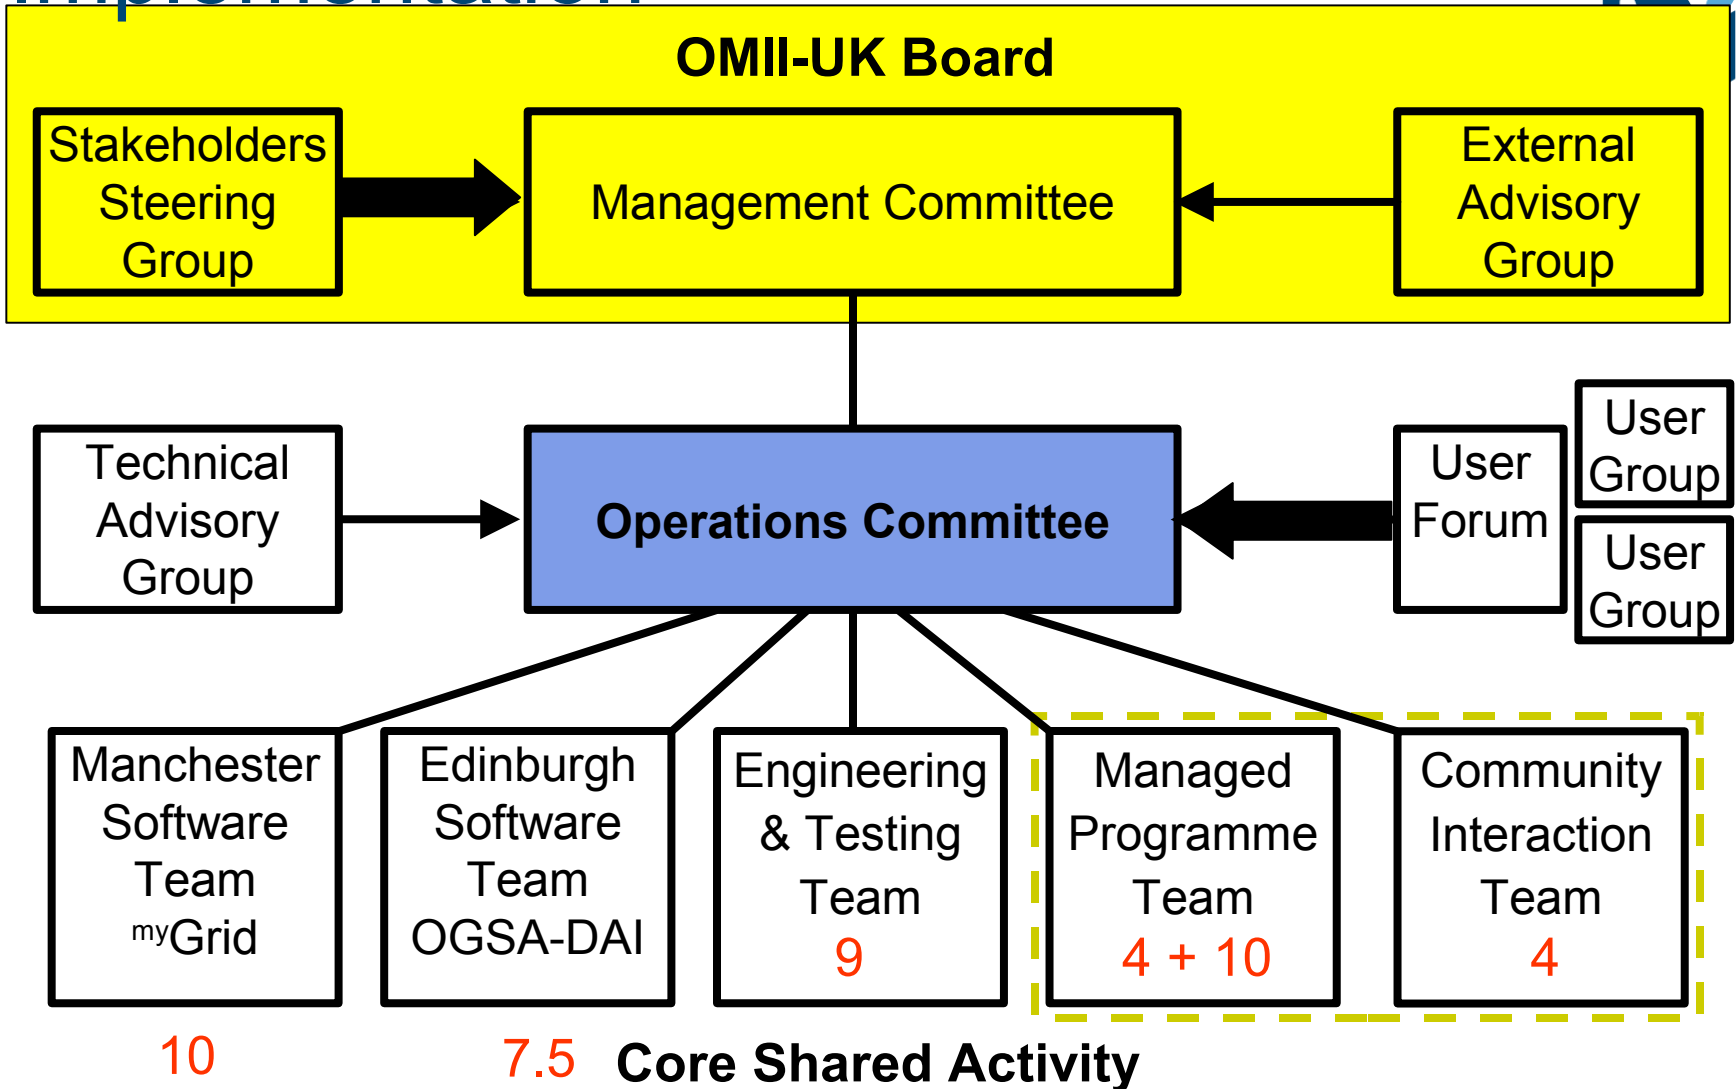 Implementation
OMII-UK Board
Stakeholders
Steering
Group
Management Committee
External
Advisory
Group
Technical
Advisory
Group
Operations Committee
User
Forum
User
Group
User
Group
Manchester
Software
Team
myGrid
10
Edinburgh
Software
Team
OGSA-DAI
7.5
Engineering
& Testing
Team
9
Managed
Programme
Team
4 + 10
Community
Interaction
Team
4
Core Shared Activity